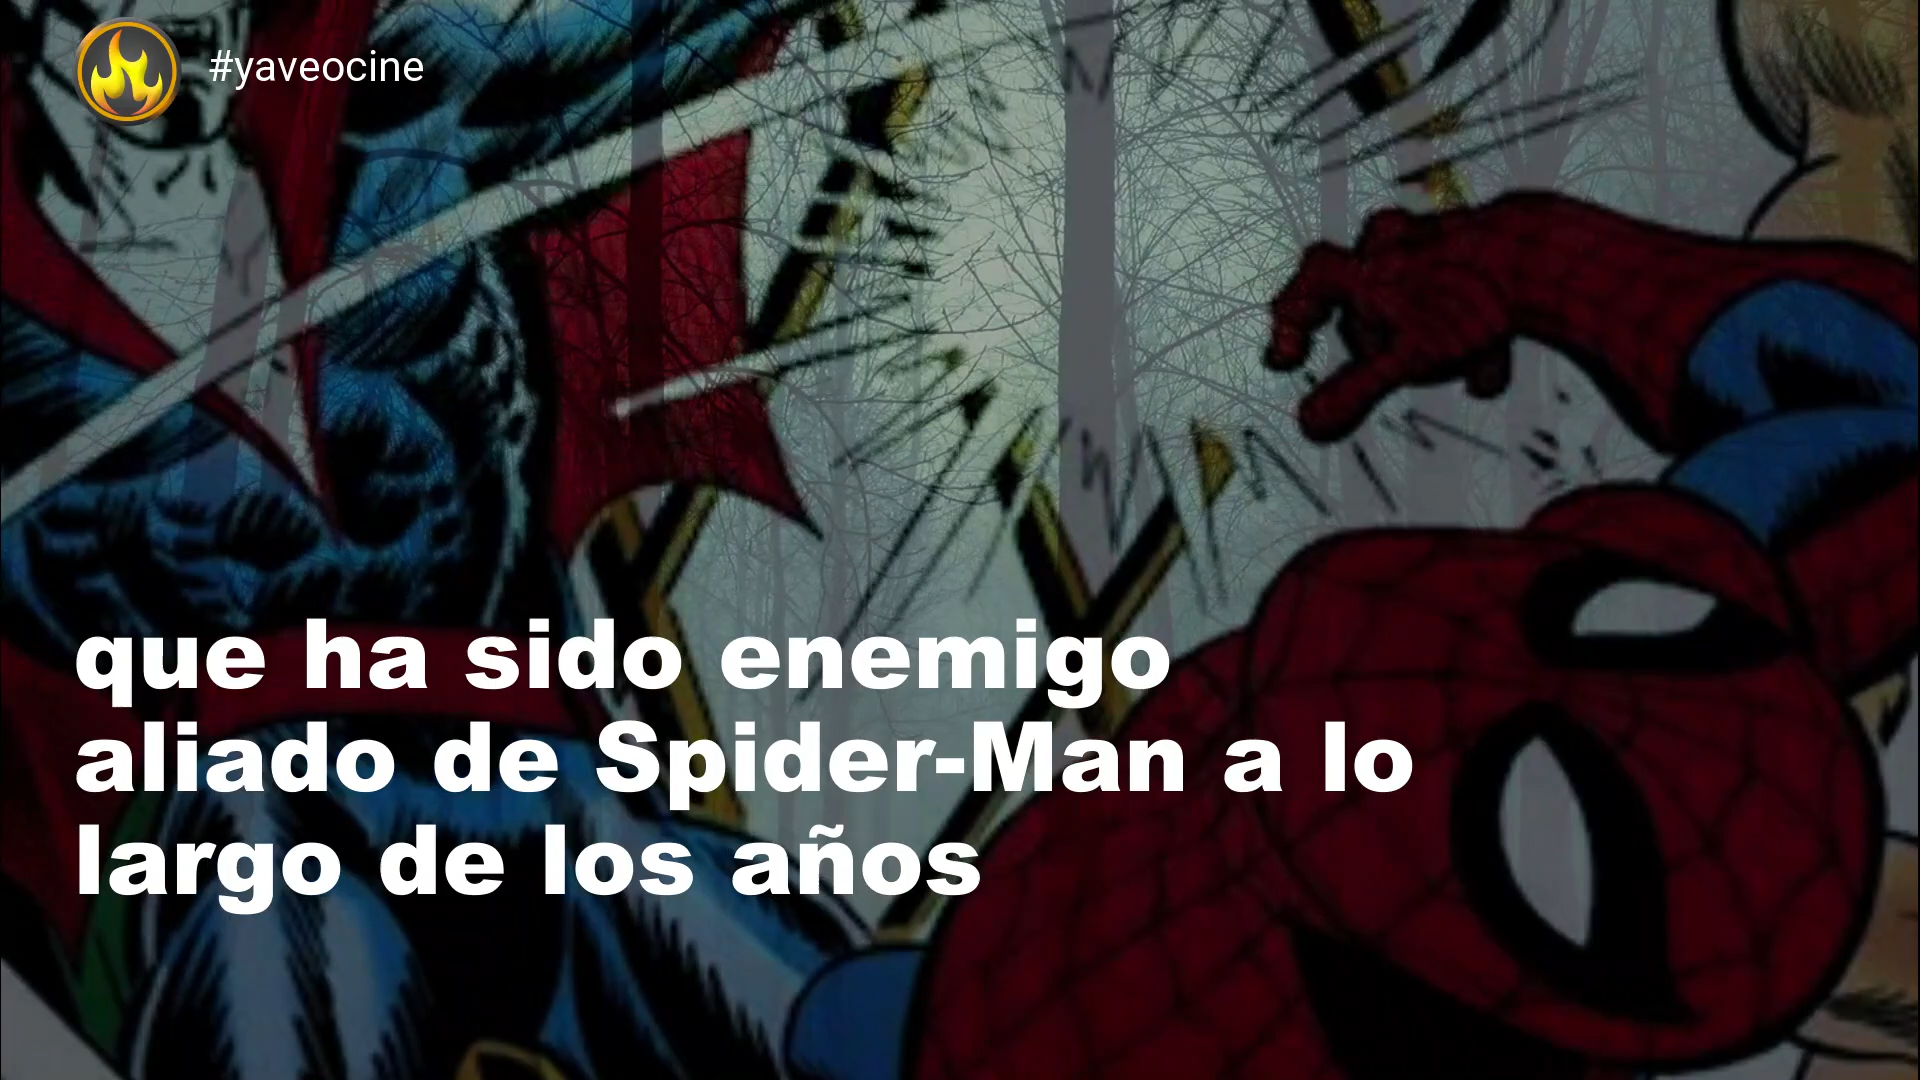 #yaveocine
que ha sido enemigo
aliado de Spider-Man a lo
largo de los años